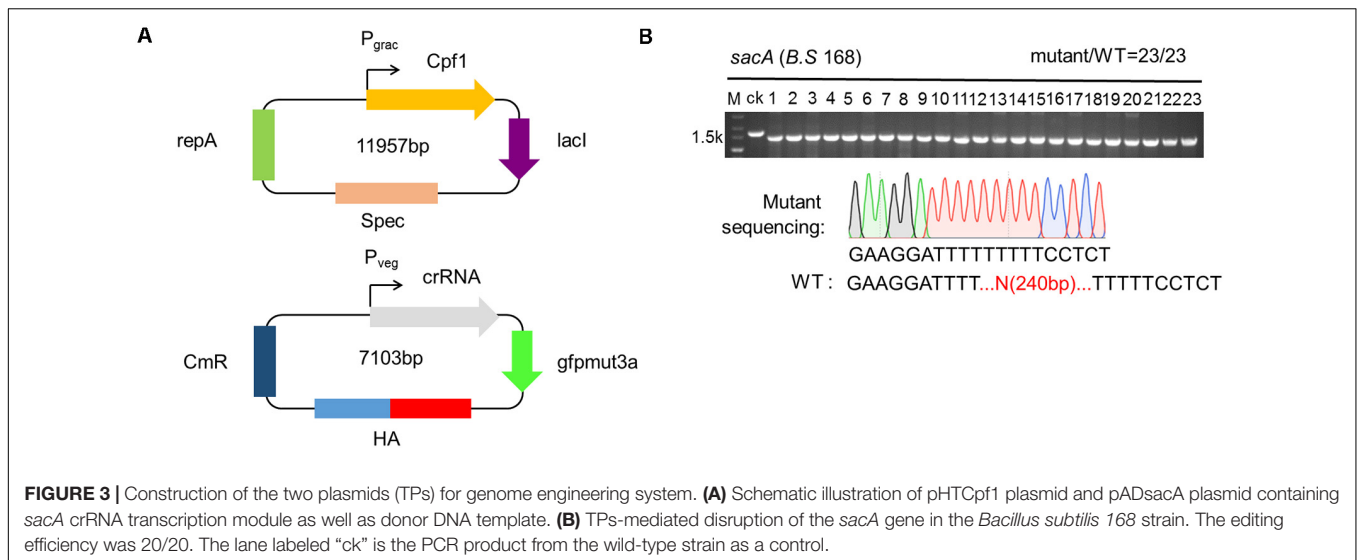 A
P_grac
Cpf1
repA
11957bp
lacI
Spec
P_veg
crRNA
CmR
7103bp
gfpmut3a
HA
B
sacA (B.S 168) mutant/WT=23/23
M ck 1 2 3 4 5 6 7 8 9 10 11 12 13 14 15 16 17 18 19 20 21 22 23
1.5k
Mutant
sequencing:
GAAGGATTTTTTTTTCCTCT
WT : GAAGGATTTT...N(240bp)...TTTTTCCTCT
FIGURE 3 | Construction of the two plasmids (TPs) for genome engineering system. (A) Schematic illustration of pHTCpf1 plasmid and pADsacA plasmid containing
sacA crRNA transcription module as well as donor DNA template. (B) TPs-mediated disruption of the sacA gene in the Bacillus subtilis 168 strain. The editing
efficiency was 20/20. The lane labeled “ck” is the PCR product from the wild-type strain as a control.